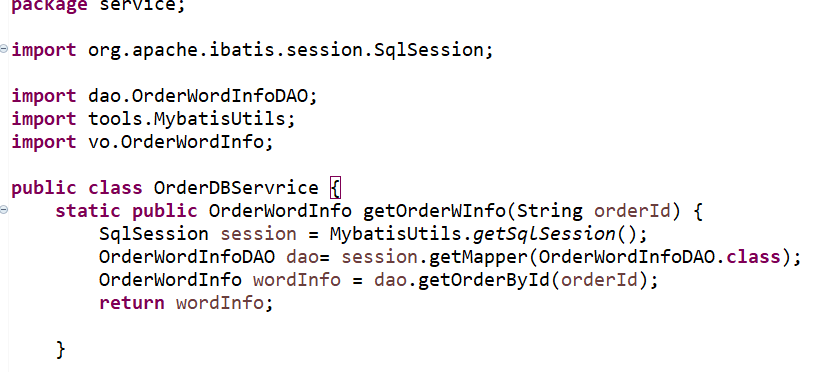 package service;
import org.apache.ibatis.session.SqlSession;
import dao.OrderWordInfoDAO;
import tools.MybatisUtils;
import vo.OrderWordInfo;
public class OrderDBServrice {
static public OrderWordInfo getOrderWInfo(String orderId) {
SqlSession session = MybatisUtils.getSqlSession();
OrderWordInfoDAO dao= session.getMapper(OrderWordInfoDAO.class);
OrderWordInfo wordInfo = dao.getOrderById(orderId);
return wordInfo;
}